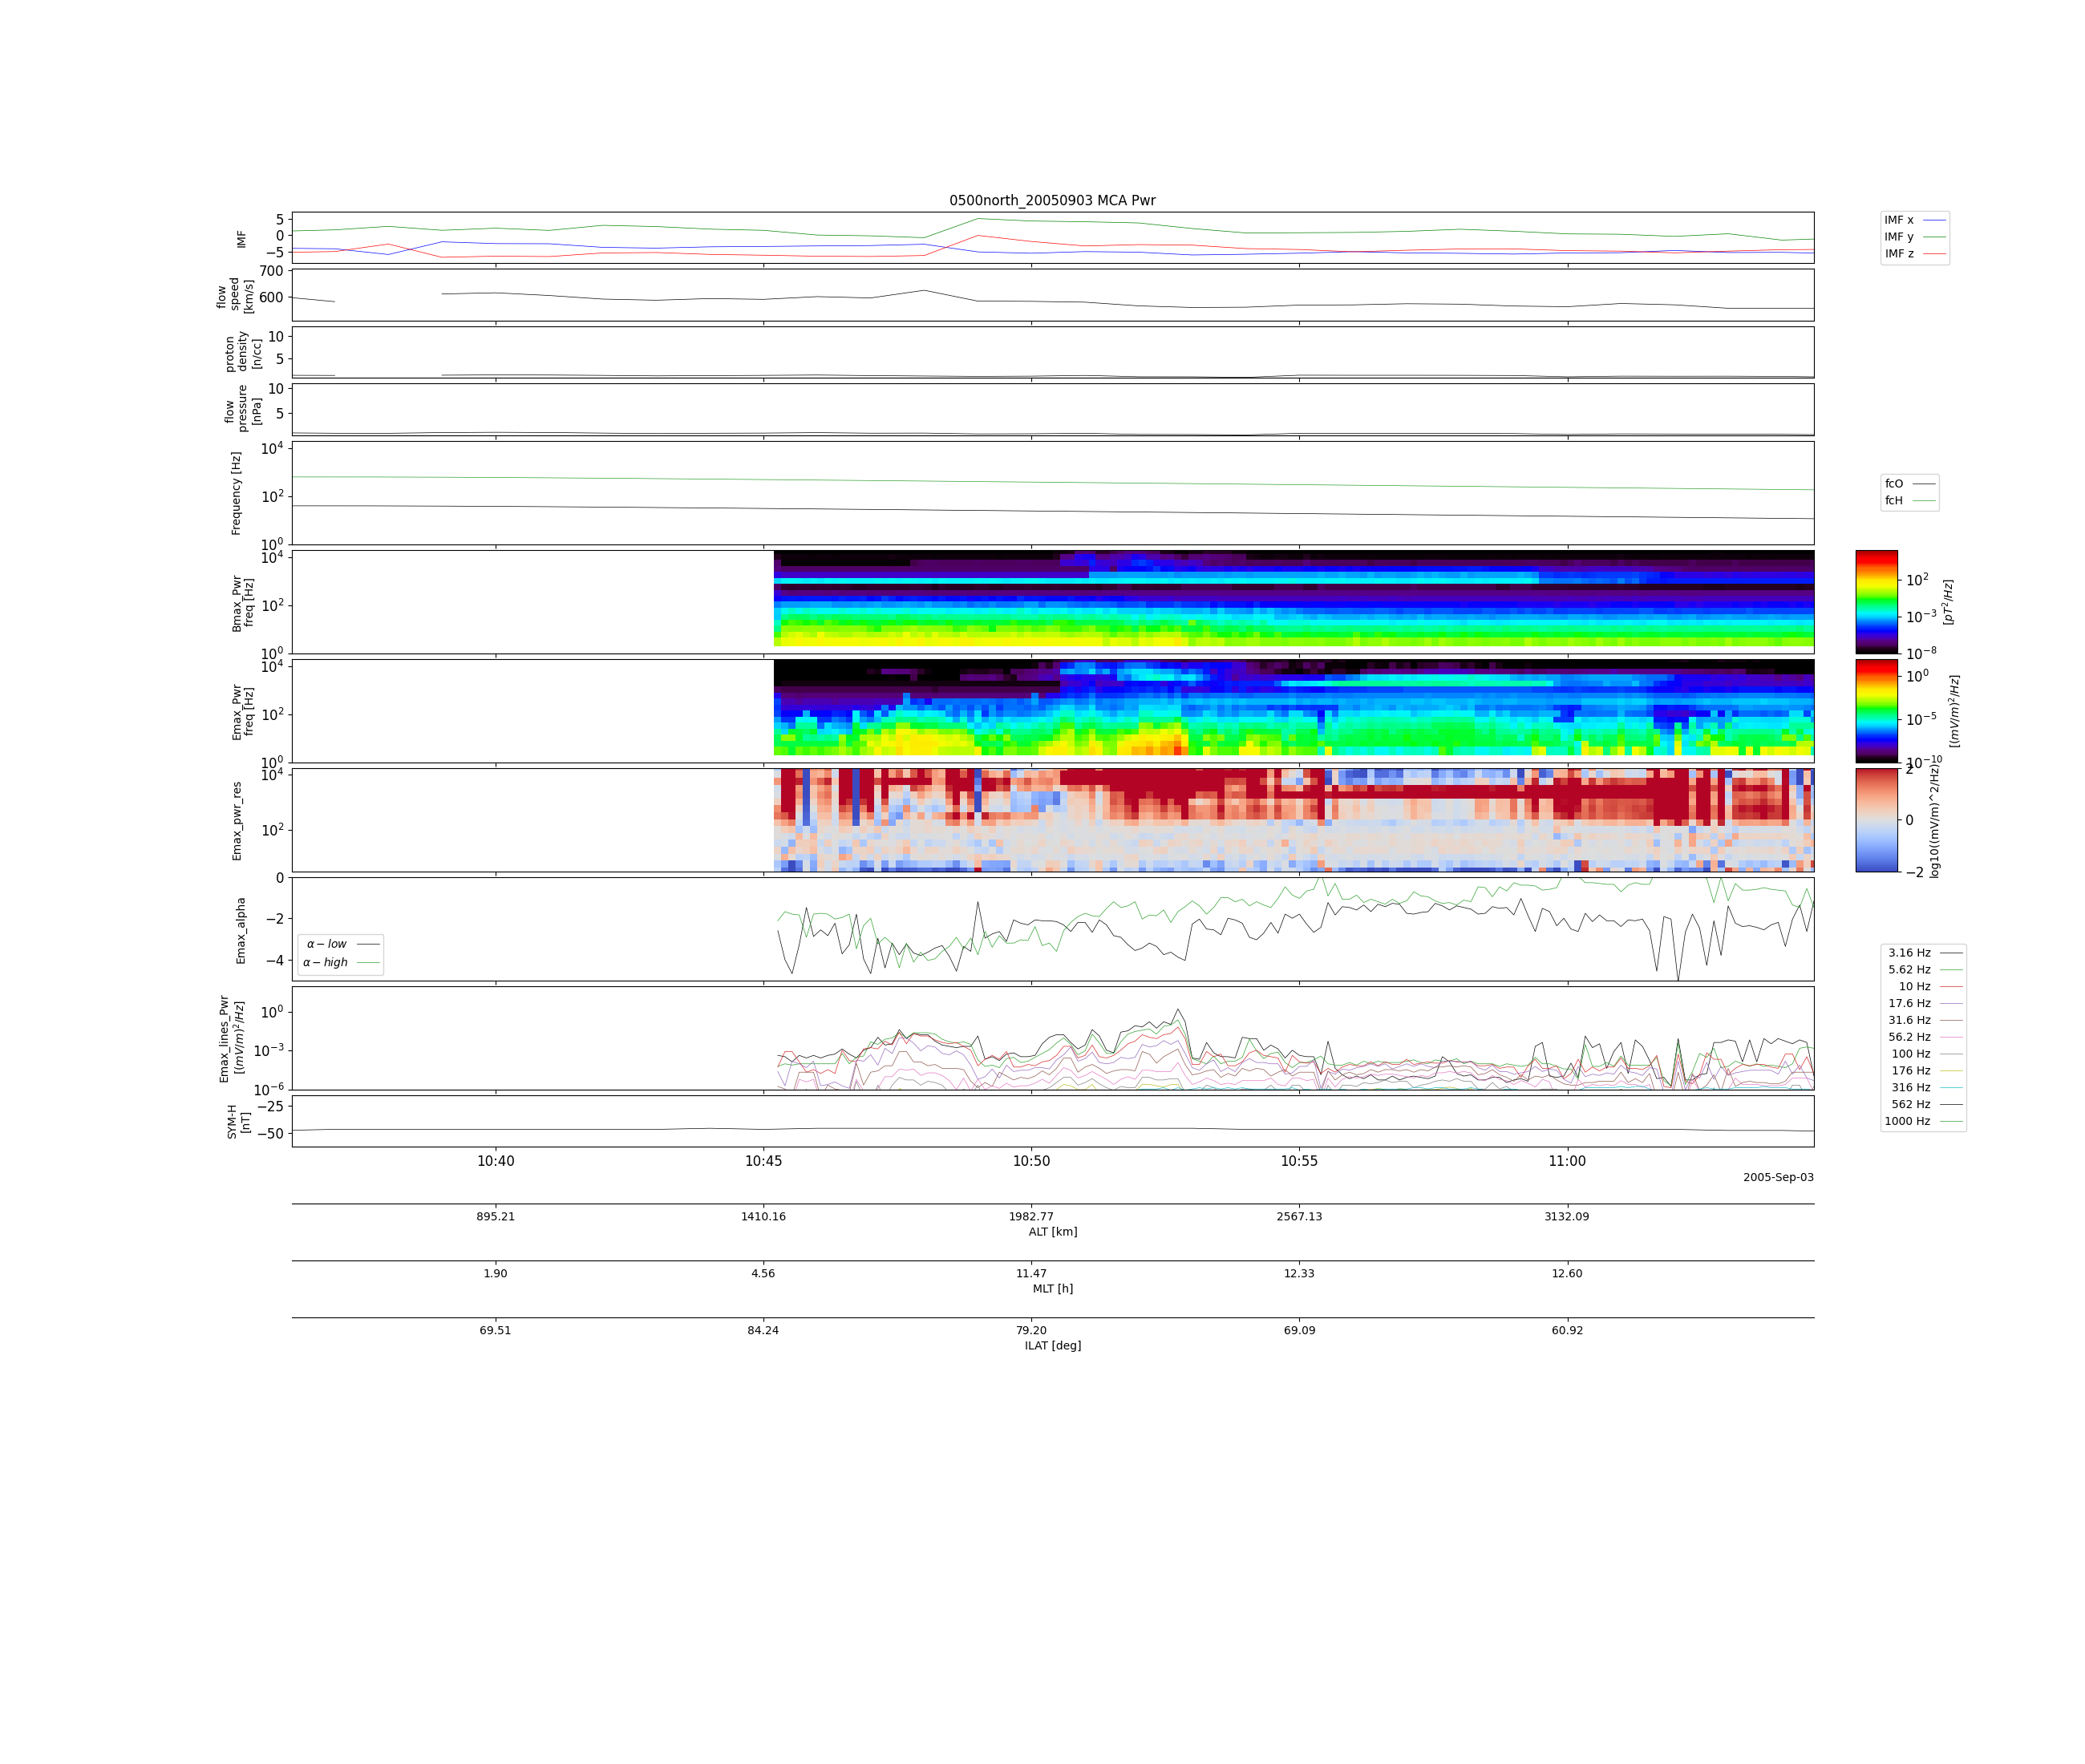 0500north_20050903 MCA Pwr
IMF
5
0
−5
IMF x
IMF y
IMF z
flow
speed
[km/s]
700
600
proton
density
[n/cc]
10
5
flow
pressure
[nPa]
10
5
Frequency [Hz]
10^4
10^2
10^0
fcO
fcH
Bmax_Pwr
freq [Hz]
10^4
10^2
10^0
10^2
10^−3
10^−8
[pT^2/Hz]
Emax_Pwr
freq [Hz]
10^4
10^2
10^0
10^0
10^−5
10^−10
[(mV/m)^2/Hz]
Emax_pwr_res
10^4
10^2
2
0
−2
log10((mV/m)^2/Hz)
Emax_alpha
0
−2
−4
α − low
α − high
Emax_lines_Pwr
[(mV/m)^2/Hz]
10^0
10^−3
10^−6
3.16 Hz
5.62 Hz
10 Hz
17.6 Hz
31.6 Hz
56.2 Hz
100 Hz
176 Hz
316 Hz
562 Hz
1000 Hz
SYM-H
[nT]
−25
−50
10:40 10:45 10:50 10:55 11:00
2005-Sep-03
895.21 1410.16 1982.77 2567.13 3132.09
ALT [km]
1.90 4.56 11.47 12.33 12.60
MLT [h]
69.51 84.24 79.20 69.09 60.92
ILAT [deg]